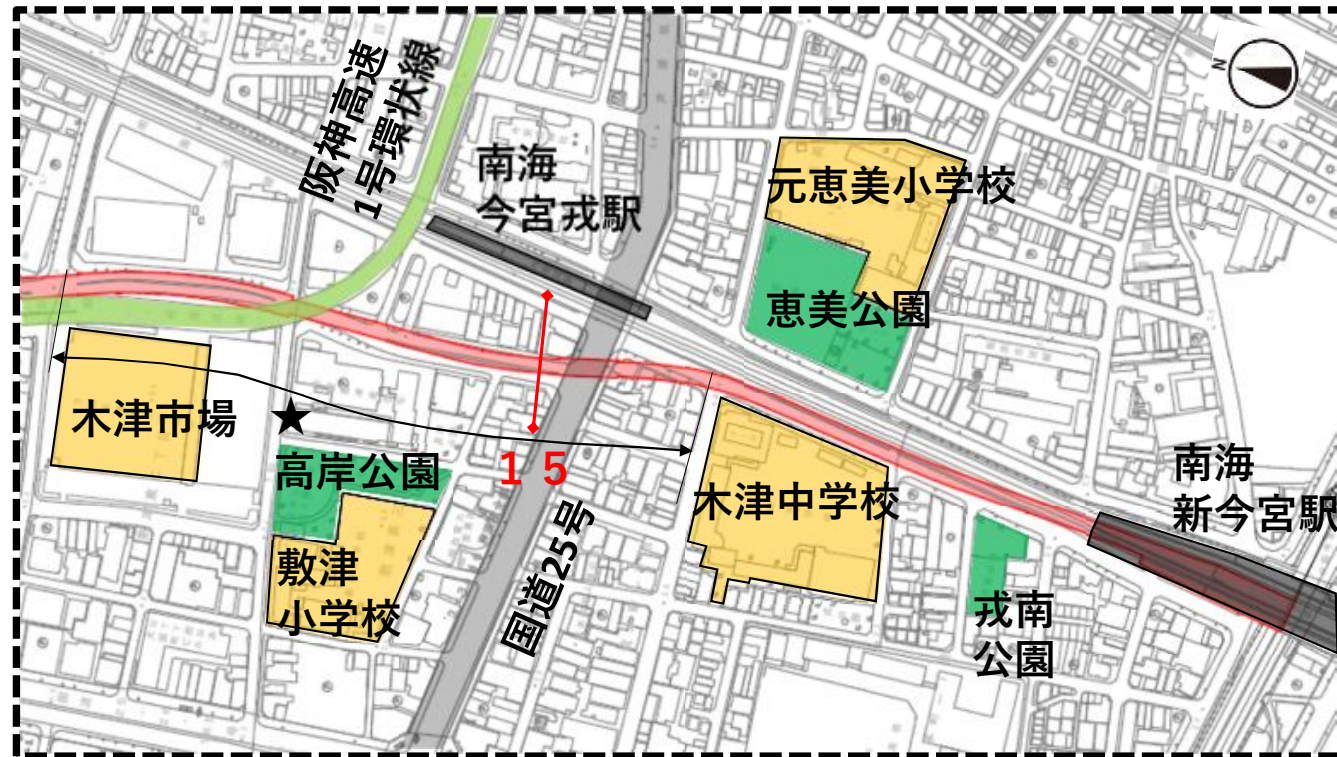 阪神高速
1号環状線
N
南海
今宮戎駅
元恵美小学校
恵美公園
木津市場
★
高岸公園
１５
木津中学校
南海
新今宮駅
国道25号
敷津
小学校
戎南
公園